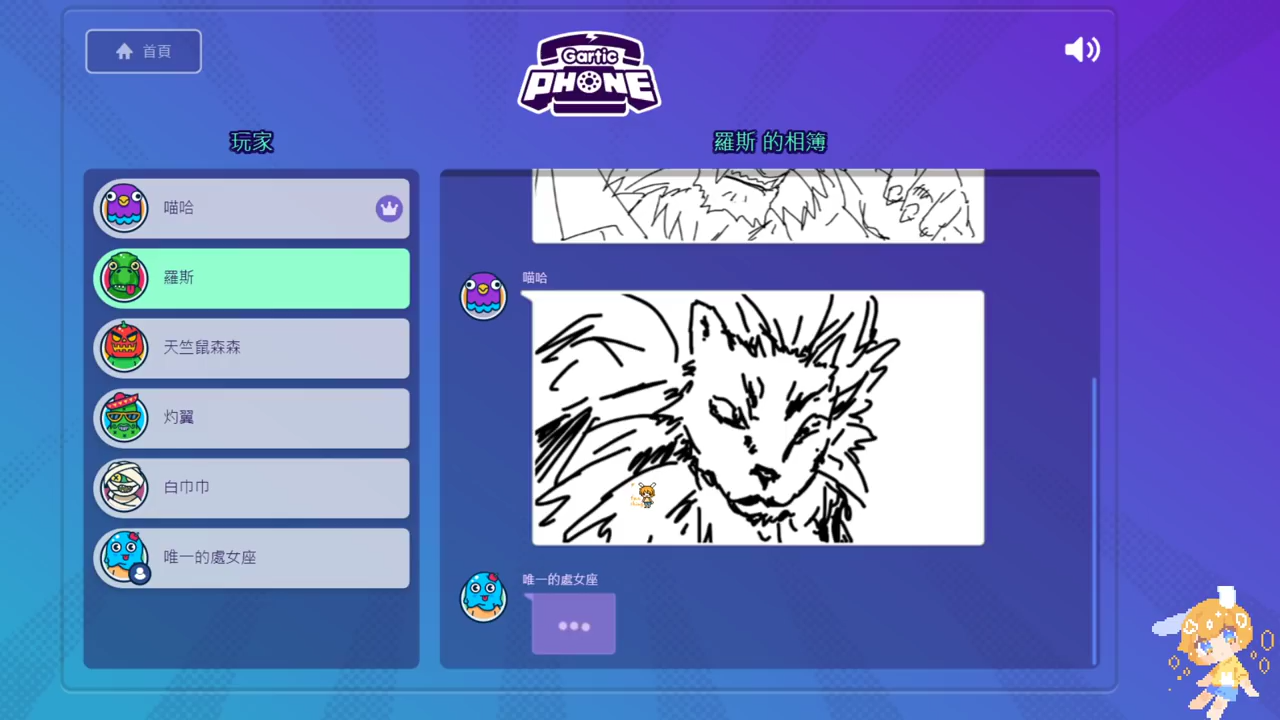 首頁
Gartic
PHONE
玩家
羅斯 的相簿
喵哈
羅斯
天竺鼠森森
灼翼
白巾巾
唯一的處女座
喵哈
唯一的處女座